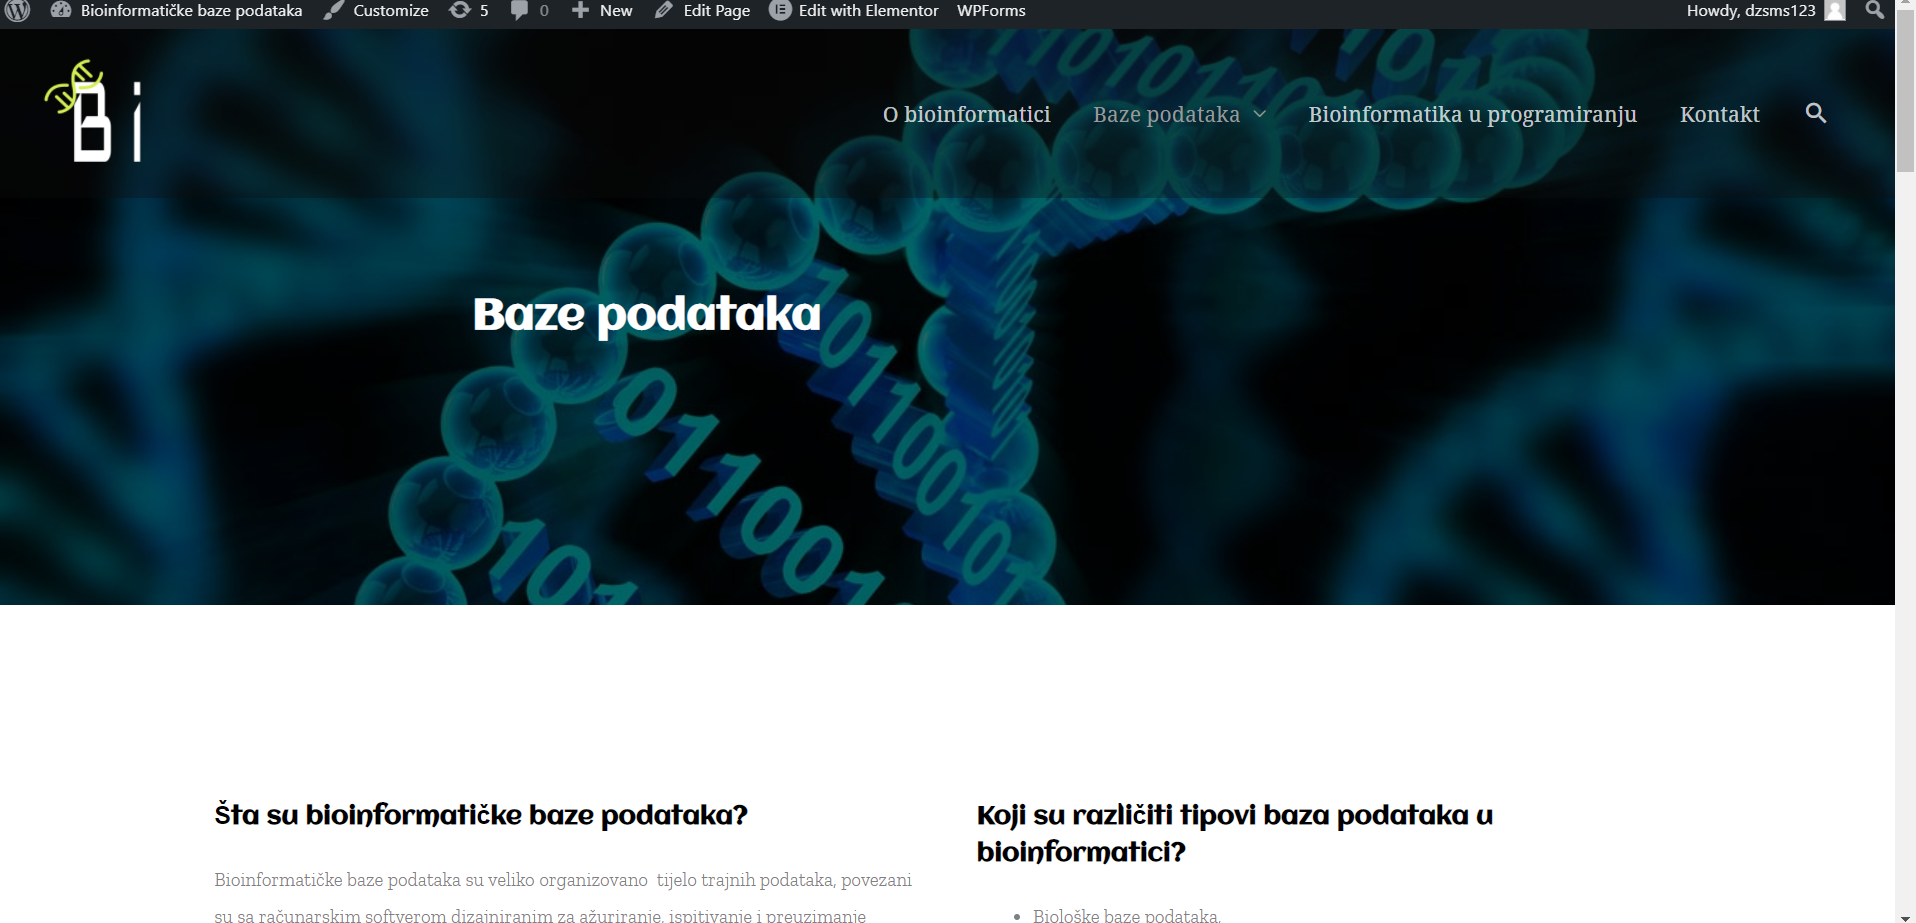 Bioinformatičke baze podataka Customize 5 0 New Edit Page Edit with Elementor WPForms Howdy, dzsms123
Bi
O bioinformatici Baze podataka Bioinformatika u programiranju Kontakt
Baze podataka
Šta su bioinformatičke baze podataka?
Bioinformatičke baze podataka su veliko organizovano tijelo trajnih podataka, povezani
su sa računarskim softverom dizajniranim za ažuriranje, ispitivanje i preuzimanje
Koji su različiti tipovi baza podataka u
bioinformatici?
• Biološke baze podataka.